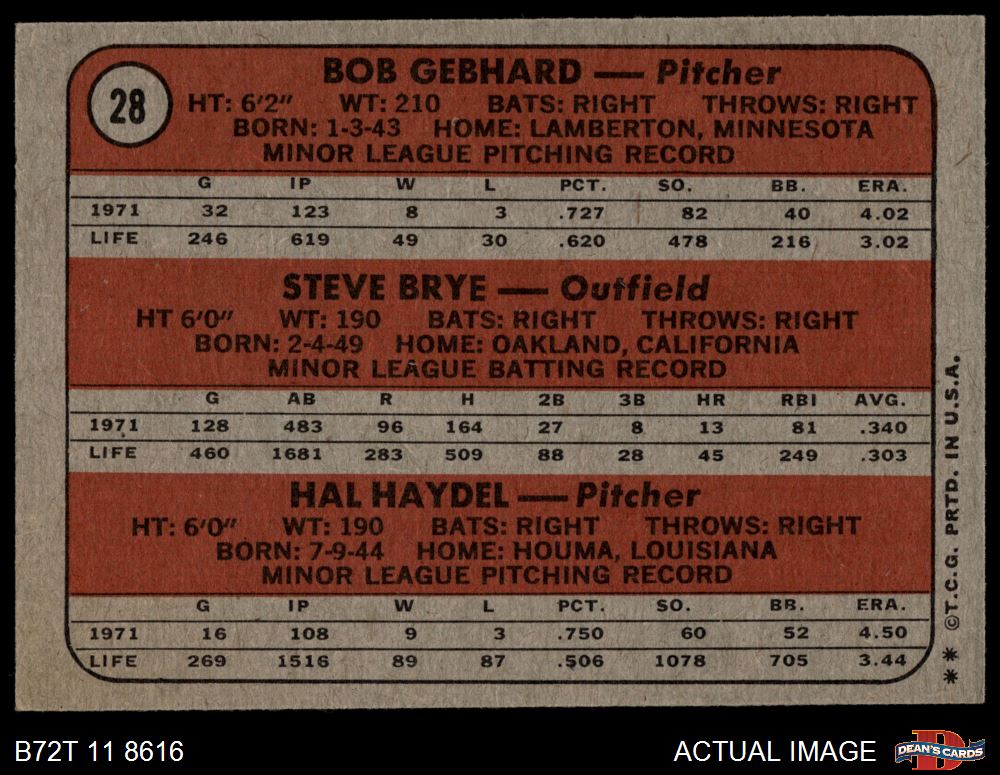 28
BOB GEBHARD — Pitcher
HT: 6'2" WT: 210 BATS: RIGHT THROWS: RIGHT
BORN: 1-3-43 HOME: LAMBERTON, MINNESOTA
MINOR LEAGUE PITCHING RECORD
G IP W L PCT. SO. BB. ERA.
1971 32 123 8 3 .727 82 40 4.02
LIFE 246 619 49 30 .620 478 216 3.02
STEVE BRYE — Outfield
HT 6'0" WT: 190 BATS: RIGHT THROWS: RIGHT
BORN: 2-4-49 HOME: OAKLAND, CALIFORNIA
MINOR LEAGUE BATTING RECORD
G AB R H 2B 3B HR RBI AVG.
1971 128 483 96 164 27 8 13 81 .340
LIFE 460 1681 283 509 88 28 45 249 .303
HAL HAYDEL — Pitcher
HT: 6'0" WT: 190 BATS: RIGHT THROWS: RIGHT
BORN: 7-9-44 HOME: HOUMA, LOUISIANA
MINOR LEAGUE PITCHING RECORD
G IP W L PCT. SO. BB. ERA.
1971 16 108 9 3 .750 60 52 4.50
LIFE 269 1516 89 87 .506 1078 705 3.44
** ©T.C.G. PRTD. IN U.S.A.
B72T 11 8616
ACTUAL IMAGE
D
DEAN'S CARDS